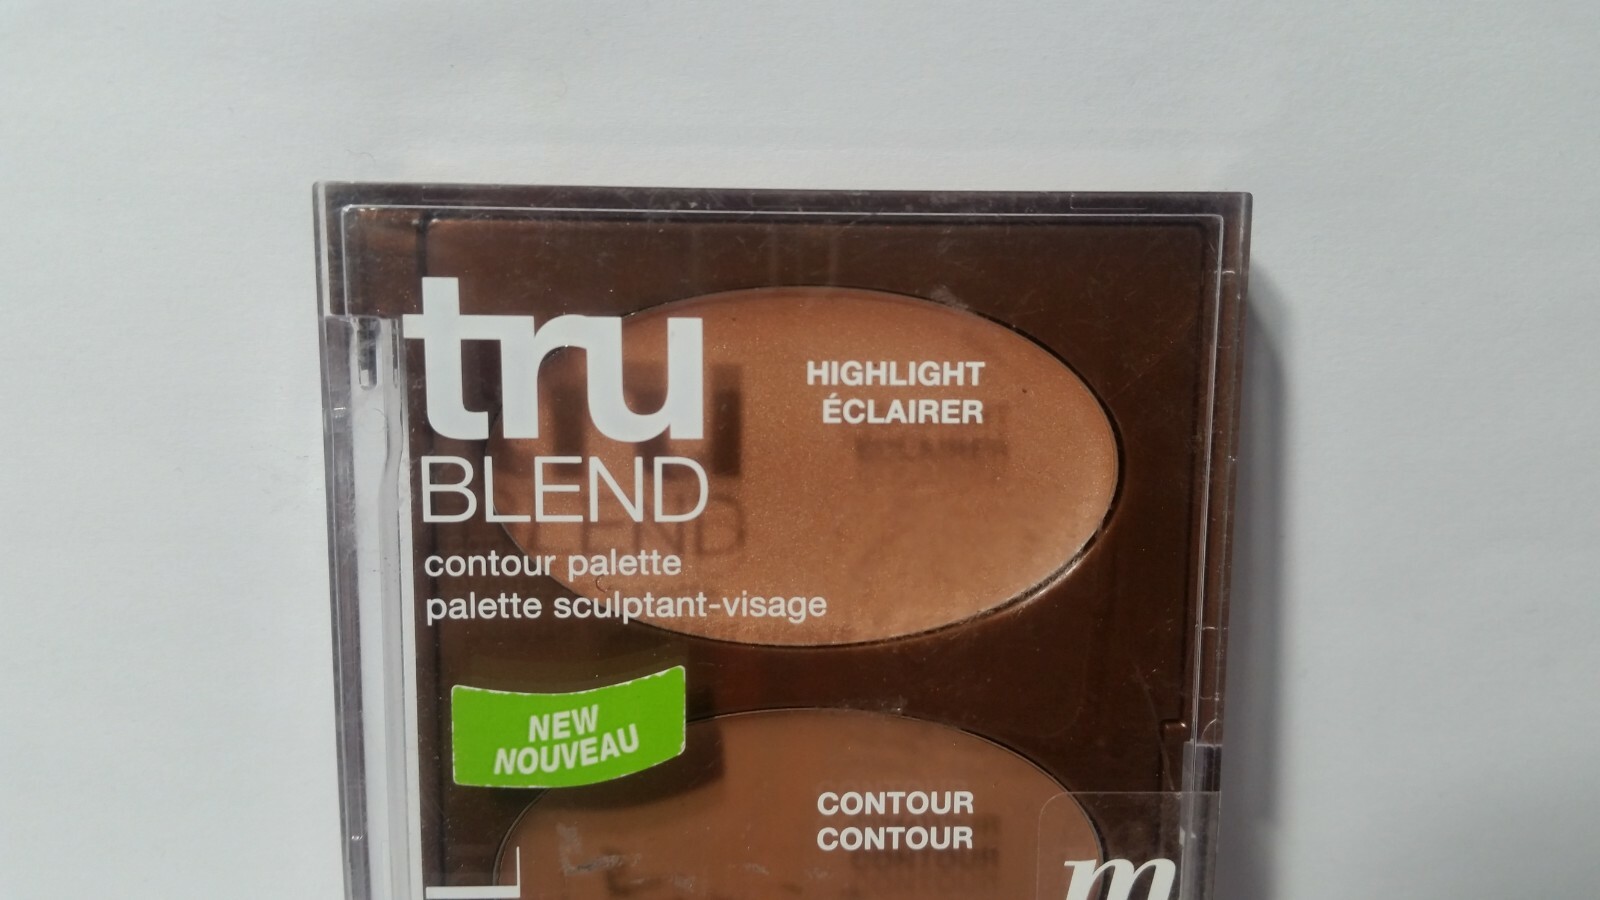 tru
BLEND
contour palette
palette sculptant-visage
HIGHLIGHT
ÉCLAIRER
NEW
NOUVEAU
CONTOUR
CONTOUR
m